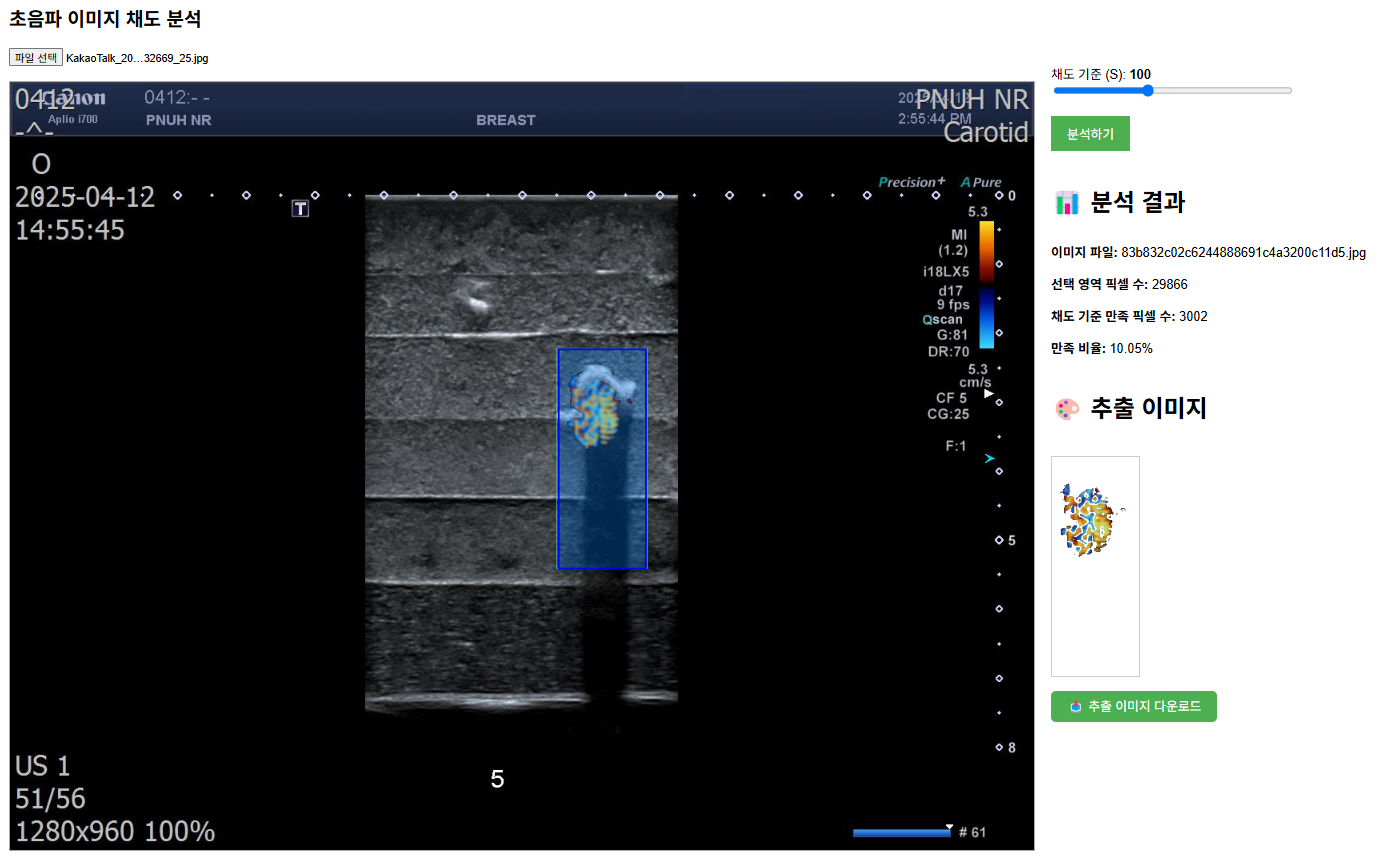 초음파 이미지 채도 분석
파일 선택 KakaoTalk_20...32669_25.jpg
채도 기준 (S): 100
분석하기
분석 결과
이미지 파일: 83b832c02c6244888691c4a3200c11d5.jpg
선택 영역 픽셀 수: 29866
채도 기준 만족 픽셀 수: 3002
만족 비율: 10.05%
추출 이미지
추출 이미지 다운로드
0412
Canon
Aplio i700
-^-
0412:- -
PNUH NR
BREAST
2:55:44 PM
PNUH NR
Carotid
O
2025-04-12
14:55:45
T
Precision+ A Pure
0
5.3
MI
(1.2)
i18LX5
d17
9 fps
Qscan
G:81
DR:70
5.3
cm/s
CF 5
CG:25
F:1
5
8
US 1
51/56
1280x960 100%
5
# 61